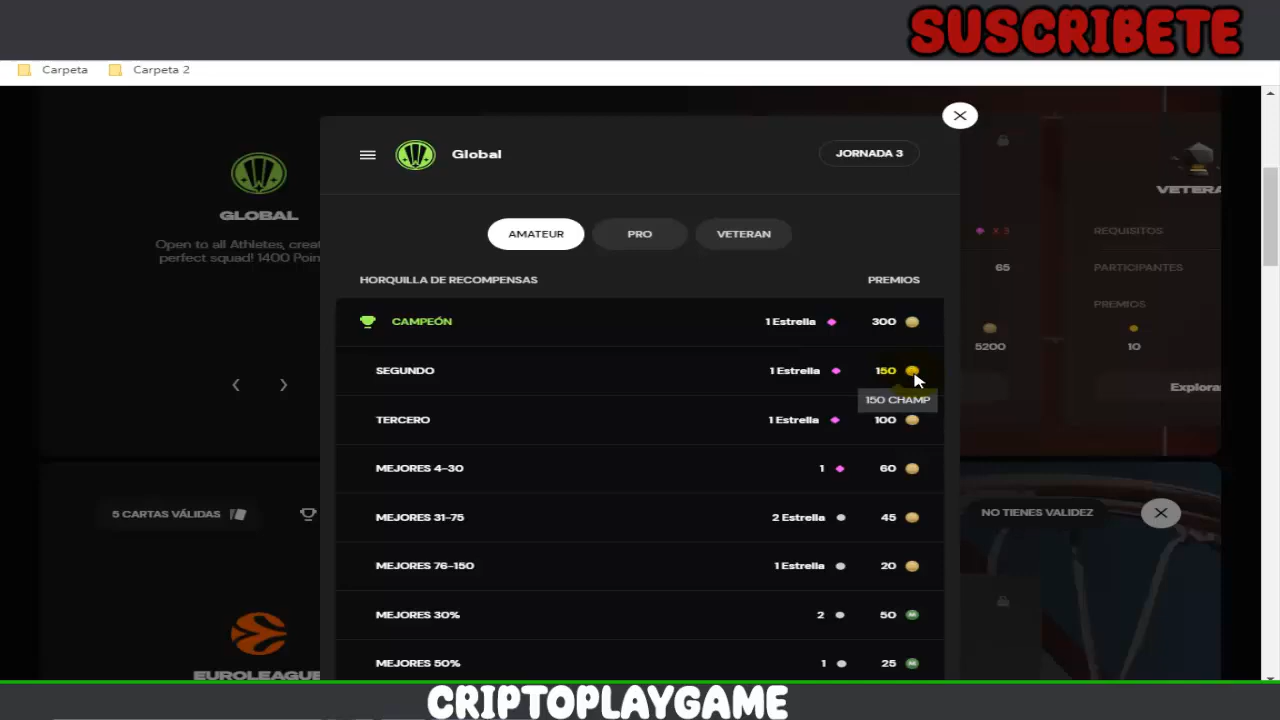 SUSCRIBETE
Carpeta Carpeta 2
Global JORNADA 3
AMATEUR PRO VETERAN
HORQUILLA DE RECOMPENSAS PREMIOS
CAMPEÓN 1 Estrella 300
SEGUNDO 1 Estrella 150
150 CHAMP
TERCERO 1 Estrella 100
MEJORES 4-30 1 60
MEJORES 31-75 2 Estrella 45
MEJORES 76-150 1 Estrella 20
MEJORES 30% 2 50
MEJORES 50% 1 25
GLOBAL
Open to all Athletes, creat
perfect squad! 1400 Poin
5 CARTAS VÁLIDAS
EUROLEAGUE
x 3
65
5200
VETERA
REQUISITOS
PARTICIPANTES
PREMIOS
10
Explora
NO TIENES VALIDEZ
CRIPTOPLAYGAME